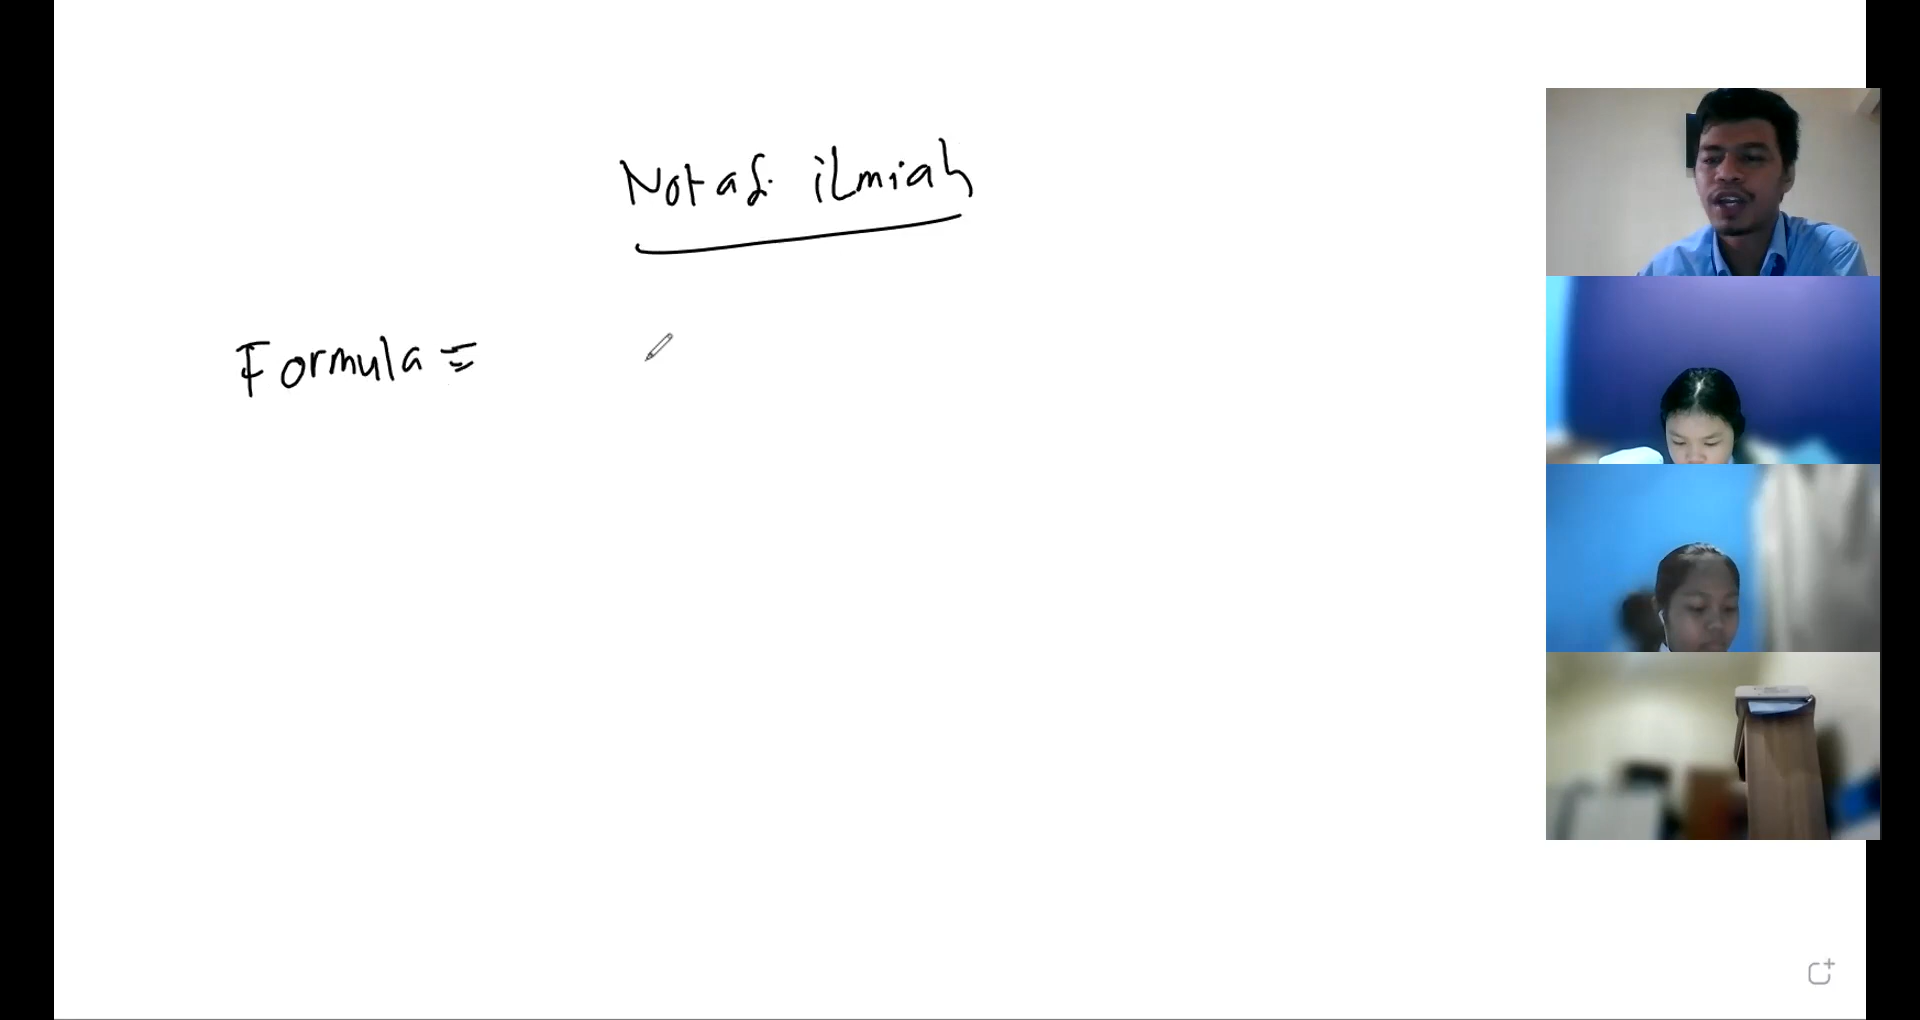 Notasi ilmiah
Formula =